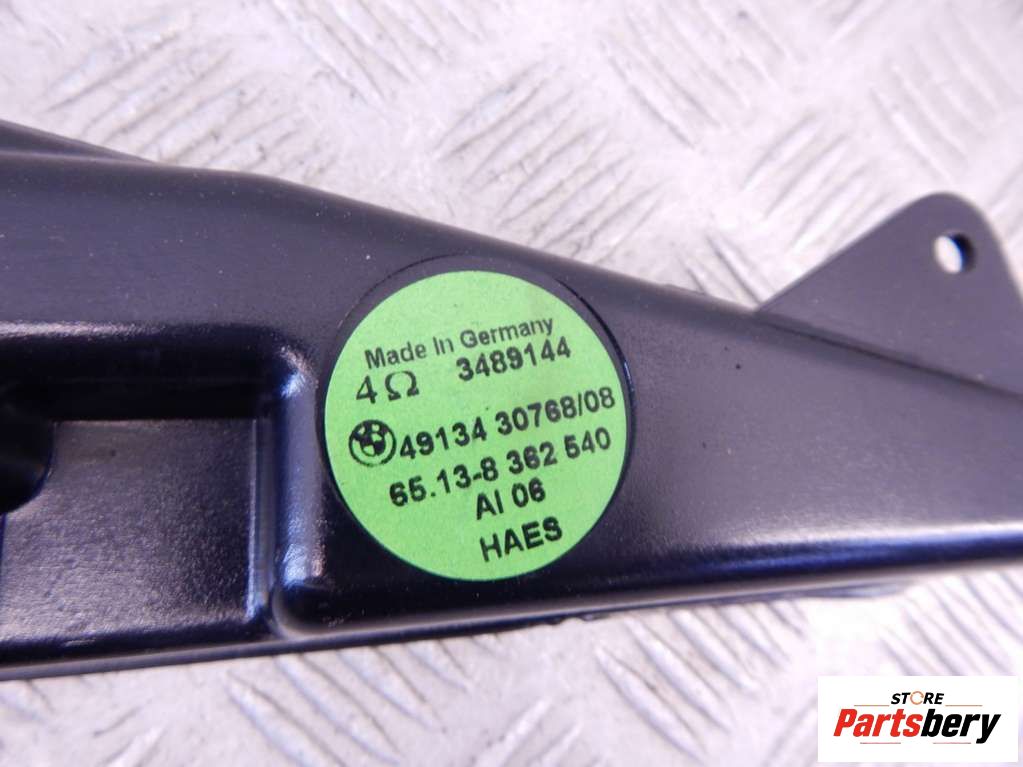 Made In Germany
4Ω 3489144
49134 30768/08
65.13-8 362 540
AI 06
HAES
STORE
Partsbery